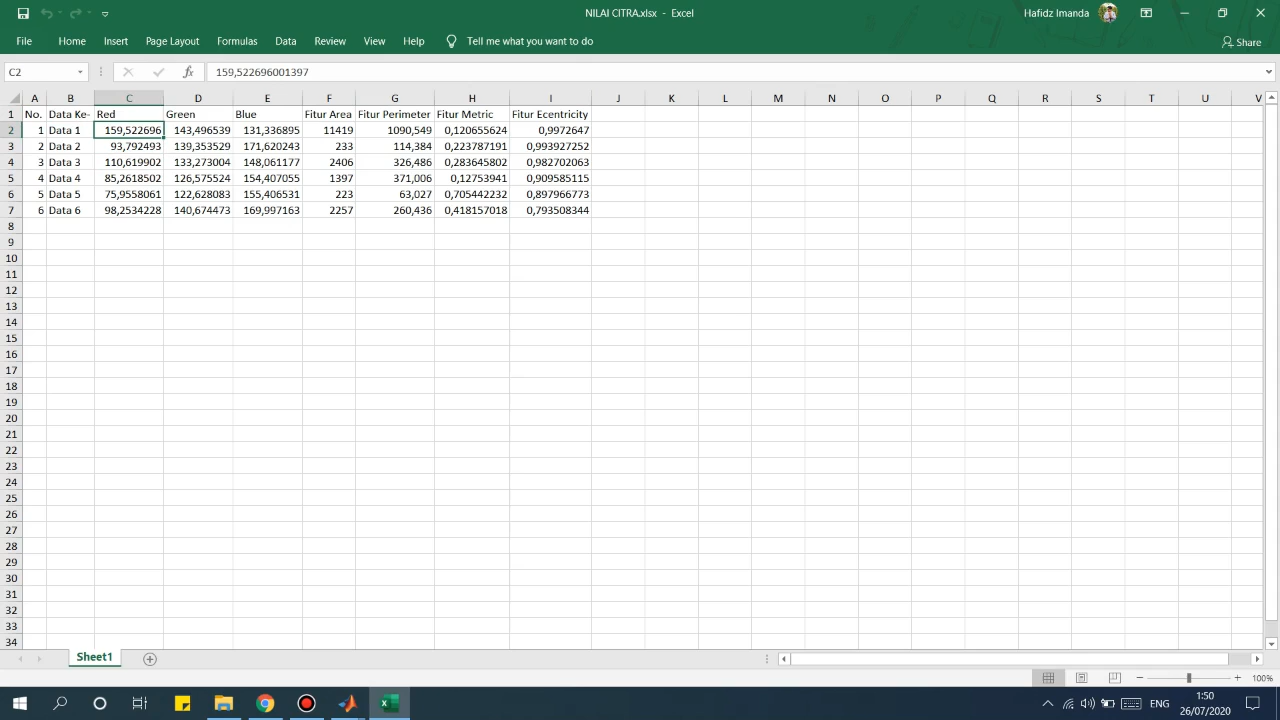 NILAI CITRA.xlsx - Excel
Hafidz Imanda
File Home Insert Page Layout Formulas Data Review View Help Tell me what you want to do
Share
C2 fx 159,522696001397
A B C D E F G H I J K L M N O P Q R S T U V
1 No. Data Ke- Red Green Blue Fitur Area Fitur Perimeter Fitur Metric Fitur Ecentricity
2 1 Data 1 159,522696 143,496539 131,336895 11419 1090,549 0,120655624 0,9972647
3 2 Data 2 93,792493 139,353529 171,620243 233 114,384 0,223787191 0,993927252
4 3 Data 3 110,619902 133,273004 148,061177 2406 326,486 0,283645802 0,982702063
5 4 Data 4 85,2618502 126,575524 154,407055 1397 371,006 0,12753941 0,909585115
6 5 Data 5 75,9558061 122,628083 155,406531 223 63,027 0,705442232 0,897966773
7 6 Data 6 98,2534228 140,674473 169,997163 2257 260,436 0,418157018 0,793508344
8
9
10
11
12
13
14
15
16
17
18
19
20
21
22
23
24
25
26
27
28
29
30
31
32
33
34
Sheet1
100%
ENG
1:50
26/07/2020